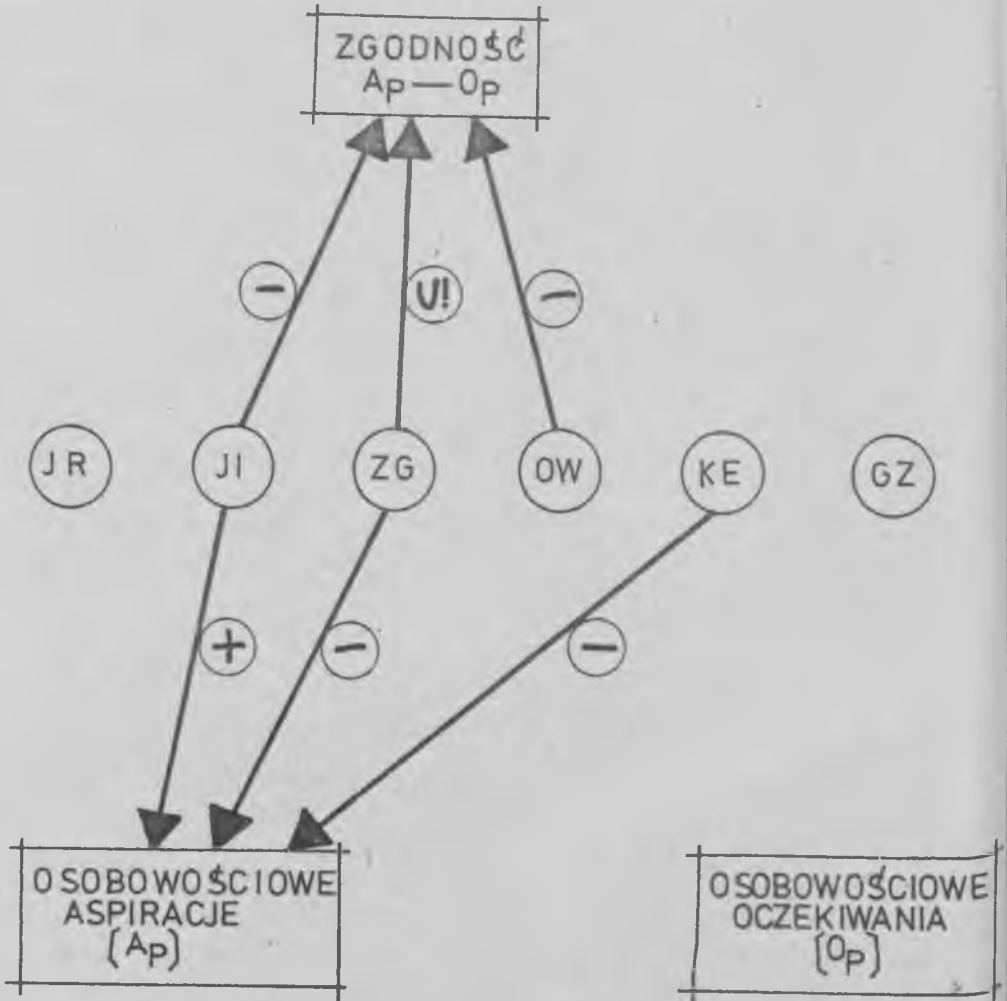 ZGODNOŚĆ
AP—OP
−
U!
−
JR
JI
ZG
OW
KE
GZ
+
−
−
OSOBOWOŚCIOWE
ASPIRACJE
[AP]
OSOBOWOŚCIOWE
OCZEKIWANIA
[OP]